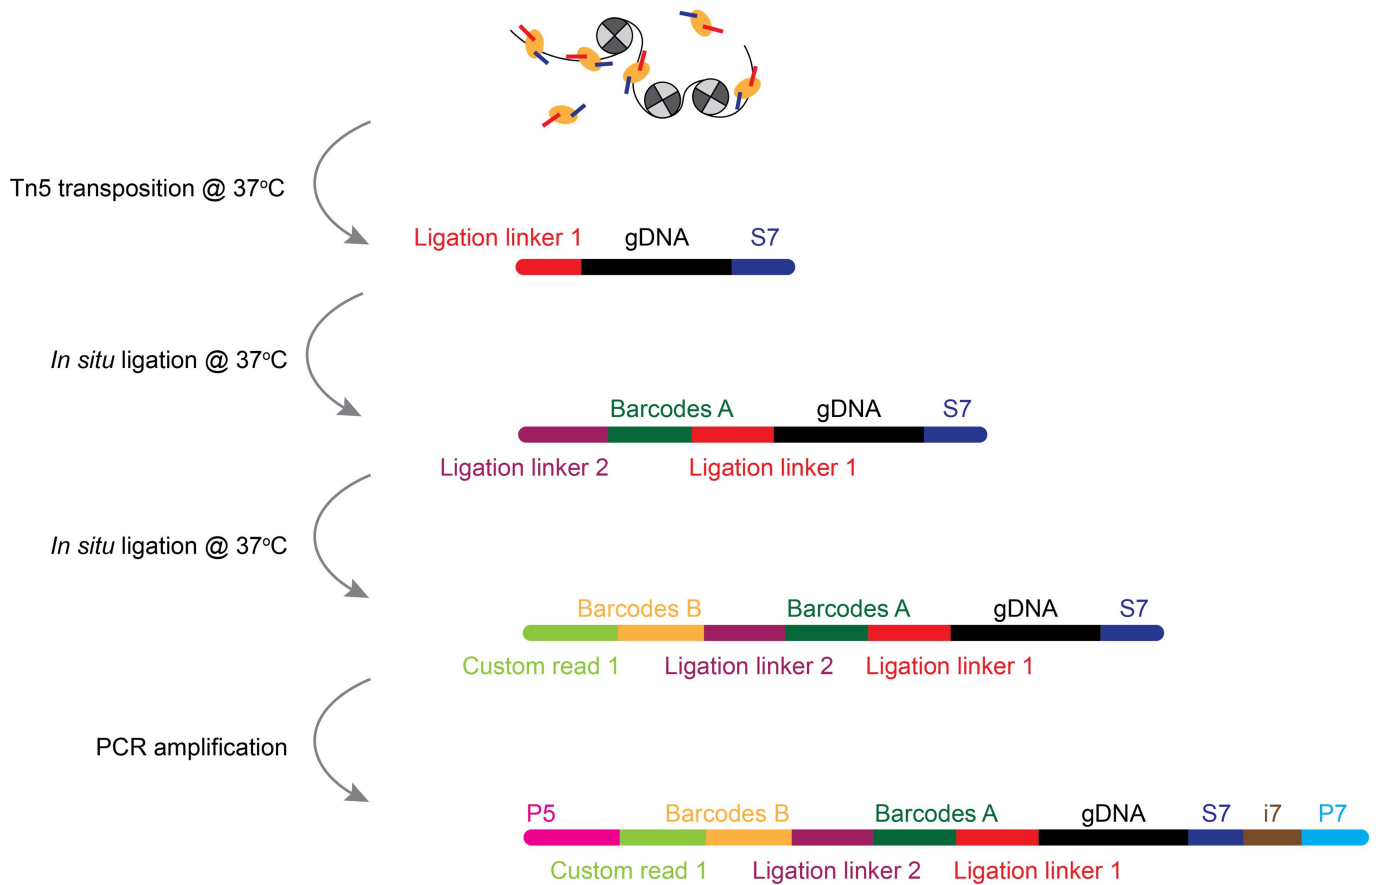 Tn5 transposition @ 37°C
Ligation linker 1 gDNA S7
In situ ligation @ 37°C
Barcodes A gDNA S7
Ligation linker 2 Ligation linker 1
In situ ligation @ 37°C
Barcodes B Barcodes A gDNA S7
Custom read 1 Ligation linker 2 Ligation linker 1
PCR amplification
P5 Barcodes B Barcodes A gDNA S7 i7 P7
Custom read 1 Ligation linker 2 Ligation linker 1